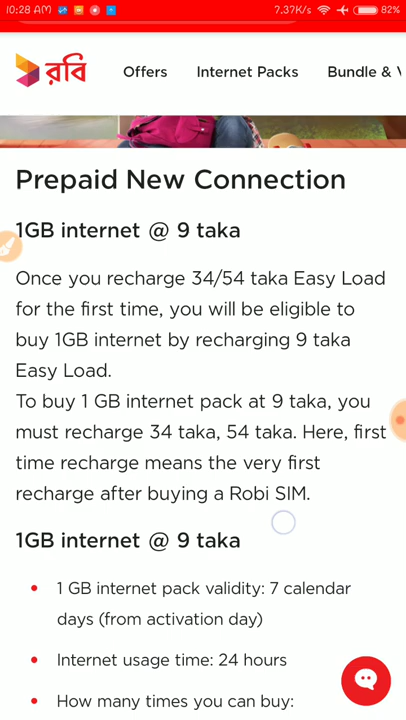 10:28 AM 7.37K/s 82%
রবি Offers Internet Packs Bundle &
Prepaid New Connection
1GB internet @ 9 taka
Once you recharge 34/54 taka Easy Load
for the first time, you will be eligible to
buy 1GB internet by recharging 9 taka
Easy Load.
To buy 1 GB internet pack at 9 taka, you
must recharge 34 taka, 54 taka. Here, first
time recharge means the very first
recharge after buying a Robi SIM.
1GB internet @ 9 taka
1 GB internet pack validity: 7 calendar
days (from activation day)
Internet usage time: 24 hours
How many times you can buy: